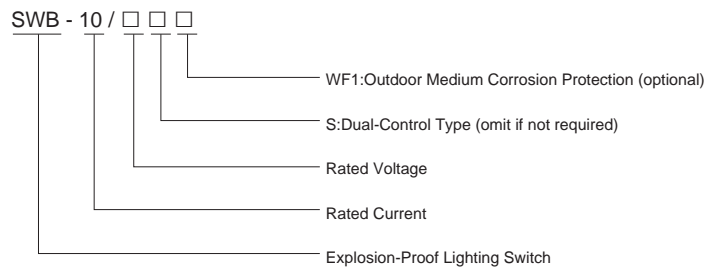 SWB - 10 / □ □ □
WF1:Outdoor Medium Corrosion Protection (optional)
S:Dual-Control Type (omit if not required)
Rated Voltage
Rated Current
Explosion-Proof Lighting Switch